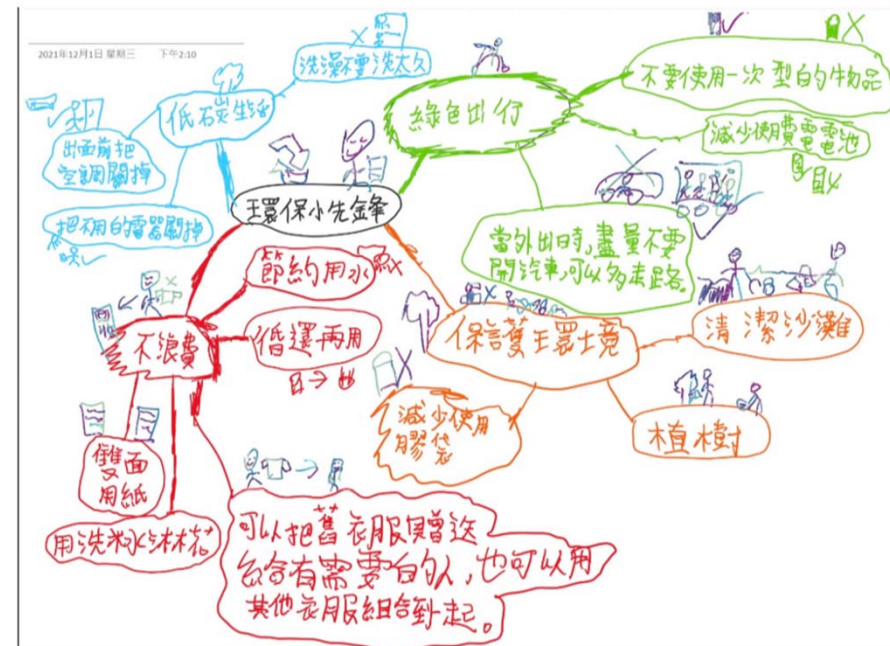 2021年12月1日 星期三 下午2:10
環保小先鋒
低碳生活
洗澡不要洗太久
出面前把
空調關掉
把不用的電器關掉
綠色出行
不要使用一次型的物品
減少使用費電電池
當外出時,盡量不要
開汽車,可以多走路。
保護環境
清潔沙灘
植樹
減少使用
膠袋
不浪費
節約用水
循還再用
雙面
用紙
用洗米水淋花
可以把舊衣服贈送
給有需要的人,也可以用
其他衣服組合到起。